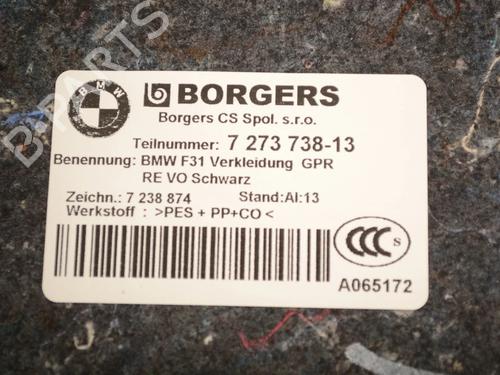 B-PARTS
BMW
BORGERS
Borgers CS Spol. s.r.o.
Teilnummer: 7 273 738-13
Benennung: BMW F31 Verkleidung GPR
RE VO Schwarz
Zeichn.: 7 238 874 Stand:AI:13
Werkstoff : >PES + PP+CO<
CCC S
A065172